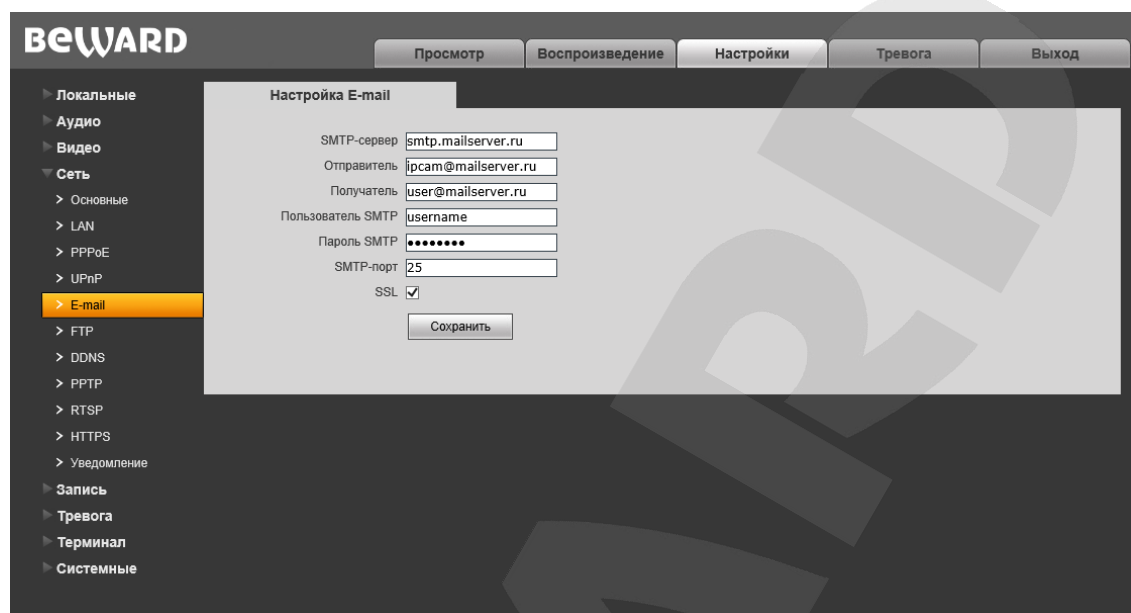 BEWARD
Просмотр Воспроизведение Настройки Тревога Выход
Локальные
Аудио
Видео
Сеть
> Основные
> LAN
> PPPoE
> UPnP
> E-mail
> FTP
> DDNS
> PPTP
> RTSP
> HTTPS
> Уведомление
Запись
Тревога
Терминал
Системные
Настройка E-mail
SMTP-сервер smtp.mailserver.ru
Отправитель ipcam@mailserver.ru
Получатель user@mailserver.ru
Пользователь SMTP username
Пароль SMTP ••••••••
SMTP-порт 25
SSL
Сохранить